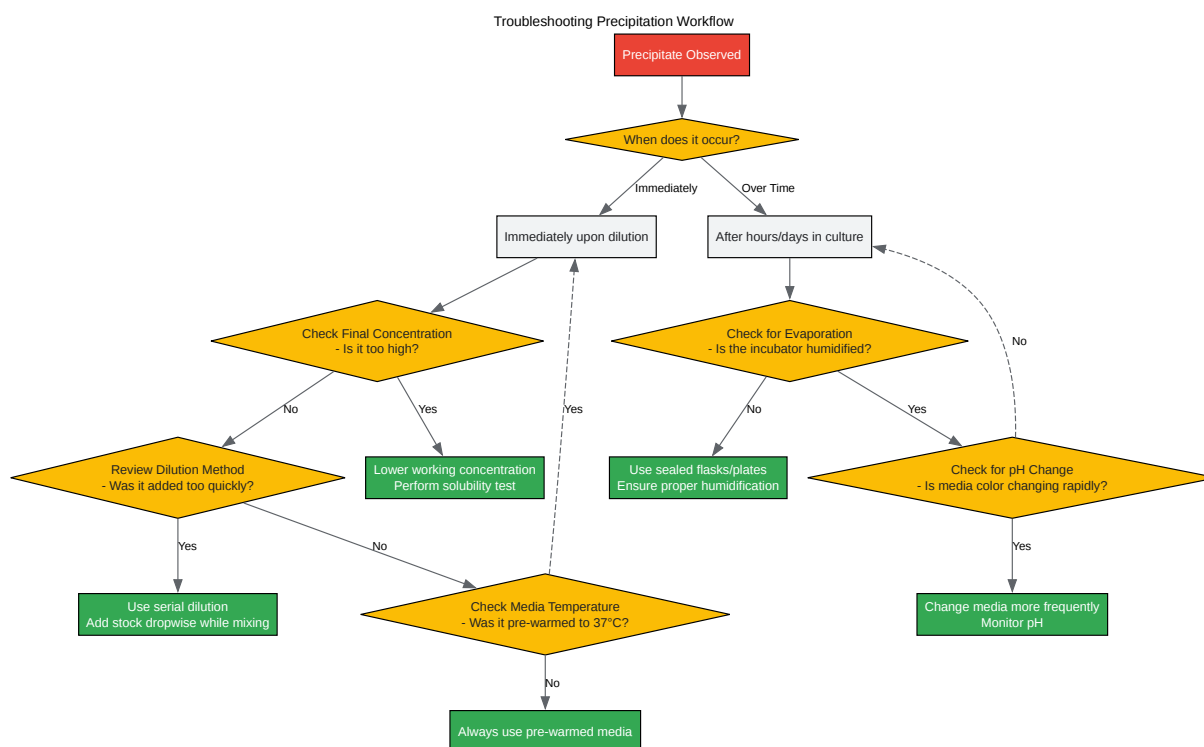 Troubleshooting Precipitation Workflow
Precipitate Observed
When does it occur?
Immediately
Over Time
Immediately upon dilution
After hours/days in culture
Check Final Concentration
- Is it too high?
Check for Evaporation
- Is the incubator humidified?
No
No
Yes
Yes
No
Yes
Review Dilution Method
- Was it added too quickly?
Lower working concentration
Perform solubility test
Use sealed flasks/plates
Ensure proper humidification
Check for pH Change
- Is media color changing rapidly?
Yes
No
Yes
Use serial dilution
Add stock dropwise while mixing
Check Media Temperature
- Was it pre-warmed to 37°C?
Change media more frequently
Monitor pH
No
Always use pre-warmed media